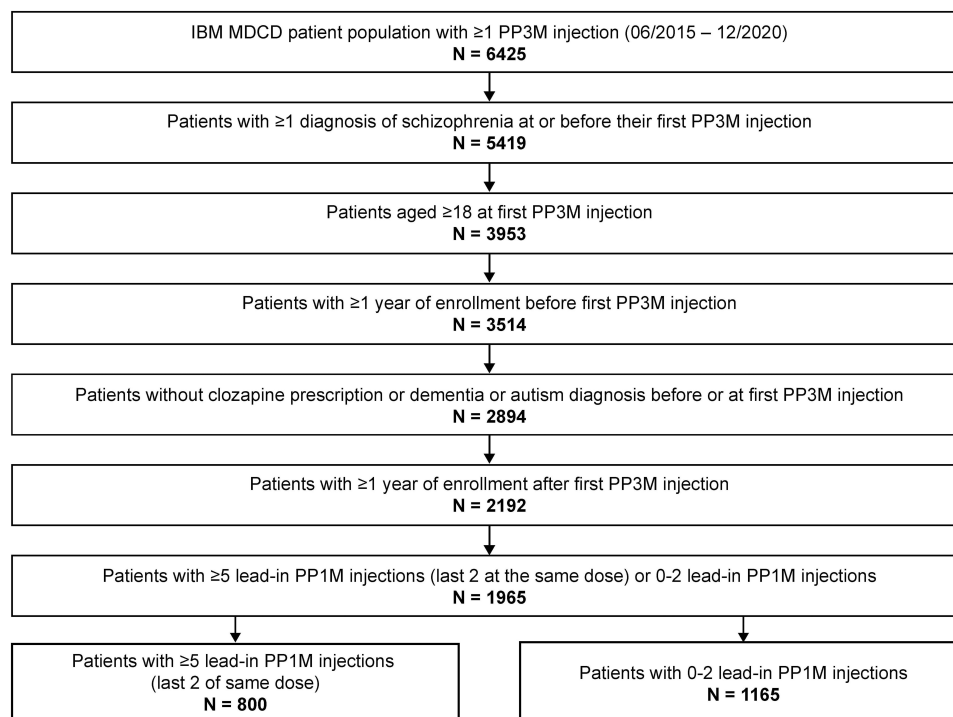 IBM MDCD patient population with ≥1 PP3M injection (06/2015 – 12/2020)
N = 6425
Patients with ≥1 diagnosis of schizophrenia at or before their first PP3M injection
N = 5419
Patients aged ≥18 at first PP3M injection
N = 3953
Patients with ≥1 year of enrollment before first PP3M injection
N = 3514
Patients without clozapine prescription or dementia or autism diagnosis before or at first PP3M injection
N = 2894
Patients with ≥1 year of enrollment after first PP3M injection
N = 2192
Patients with ≥5 lead-in PP1M injections (last 2 at the same dose) or 0-2 lead-in PP1M injections
N = 1965
Patients with ≥5 lead-in PP1M injections
(last 2 of same dose)
N = 800
Patients with 0-2 lead-in PP1M injections
N = 1165